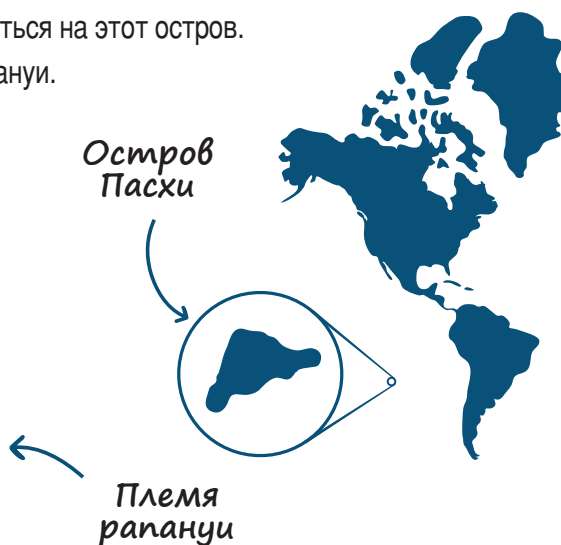 ться на этот остров.
ануи.
Остров
Пасхи
Племя
рапануи